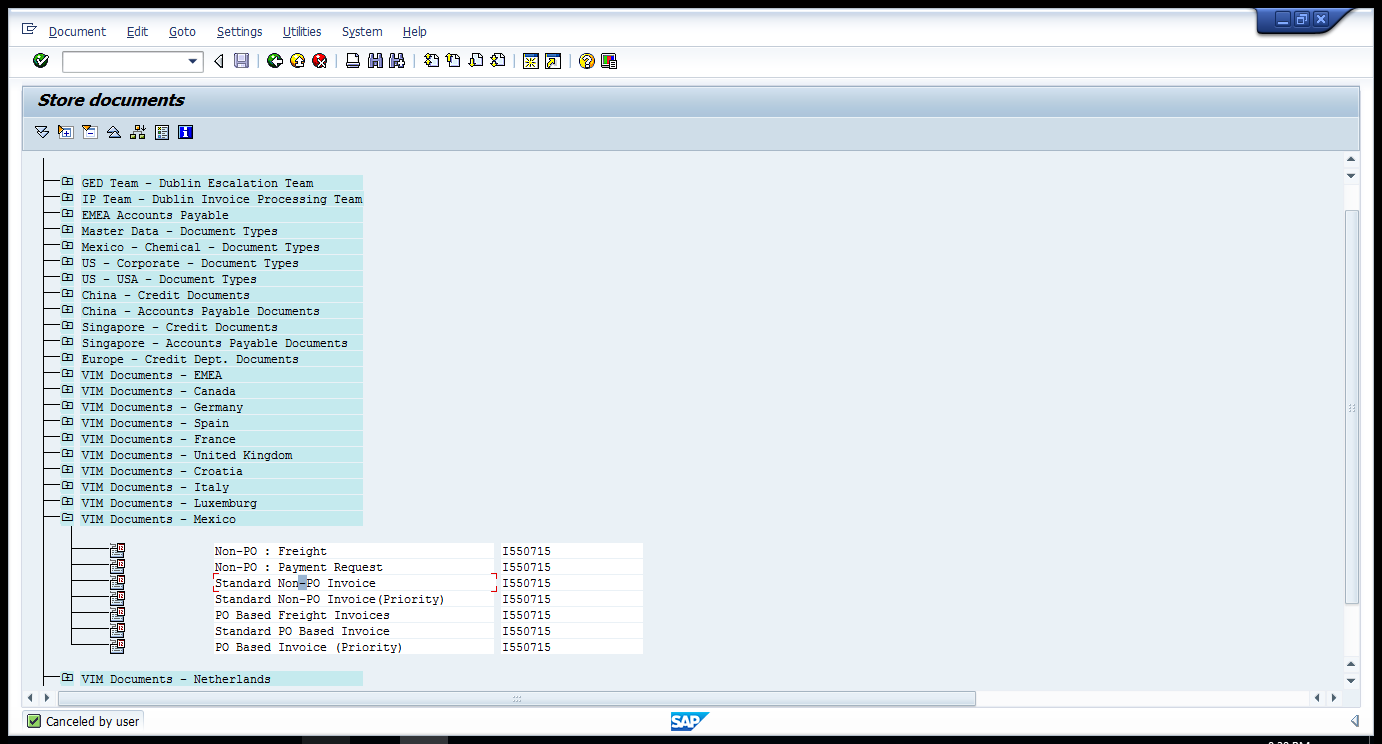 Document Edit Goto Settings Utilities System Help
Store documents
GED Team - Dublin Escalation Team
IP Team - Dublin Invoice Processing Team
EMEA Accounts Payable
Master Data - Document Types
Mexico - Chemical - Document Types
US - Corporate - Document Types
US - USA - Document Types
China - Credit Documents
China - Accounts Payable Documents
Singapore - Credit Documents
Singapore - Accounts Payable Documents
Europe - Credit Dept. Documents
VIM Documents - EMEA
VIM Documents - Canada
VIM Documents - Germany
VIM Documents - Spain
VIM Documents - France
VIM Documents - United Kingdom
VIM Documents - Croatia
VIM Documents - Italy
VIM Documents - Luxemburg
VIM Documents - Mexico
Non-PO : Freight I550715
Non-PO : Payment Request I550715
Standard Non-PO Invoice I550715
Standard Non-PO Invoice(Priority) I550715
PO Based Freight Invoices I550715
Standard PO Based Invoice I550715
PO Based Invoice (Priority) I550715
VIM Documents - Netherlands
Canceled by user SAP